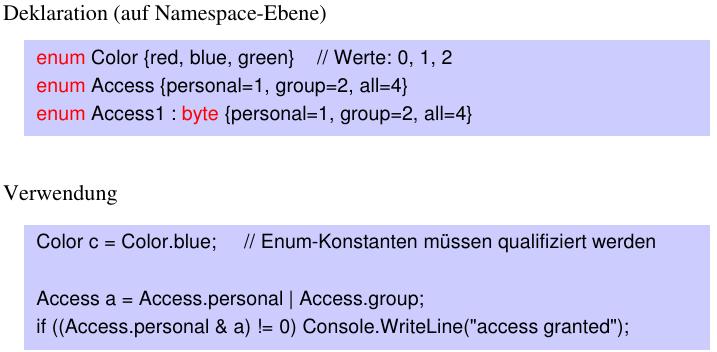 Deklaration (auf Namespace-Ebene)
enum Color {red, blue, green} // Werte: 0, 1, 2
enum Access {personal=1, group=2, all=4}
enum Access1 : byte {personal=1, group=2, all=4}
Verwendung
Color c = Color.blue; // Enum-Konstanten müssen qualifiziert werden
Access a = Access.personal | Access.group;
if ((Access.personal & a) != 0) Console.WriteLine("access granted");